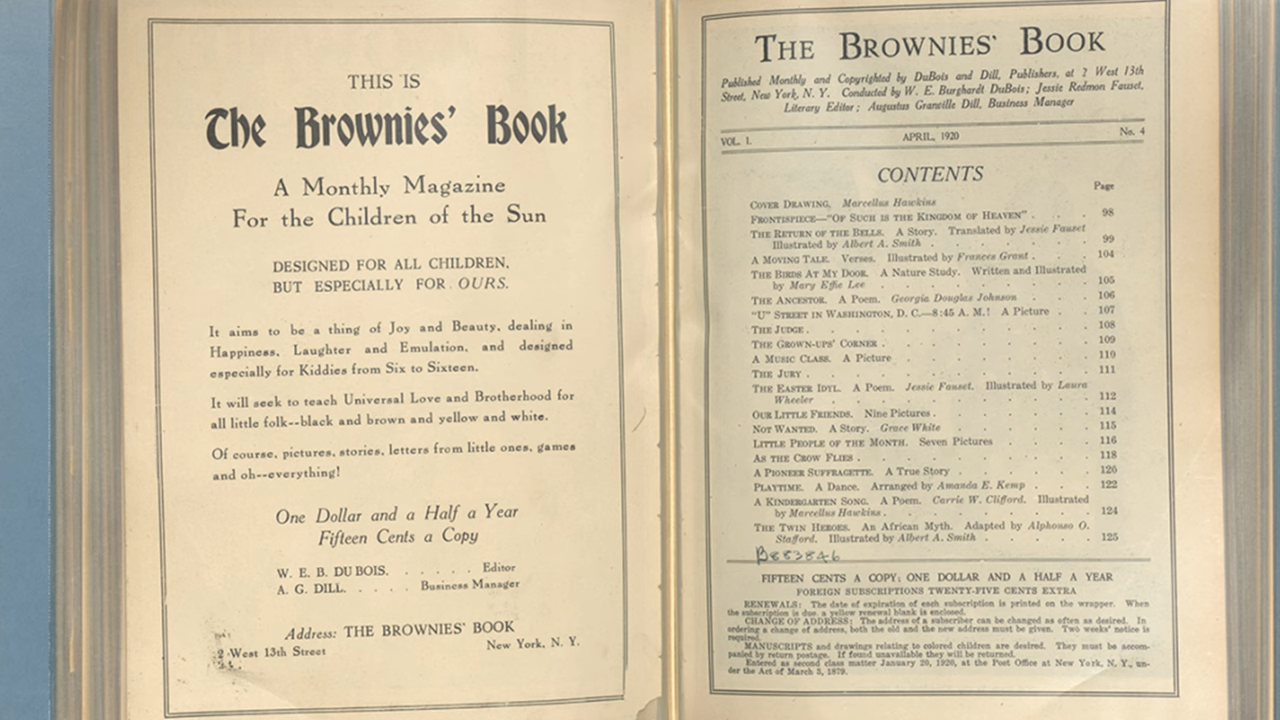 THIS IS
The Brownies' Book
A Monthly Magazine
For the Children of the Sun
DESIGNED FOR ALL CHILDREN,
BUT ESPECIALLY FOR OURS.
It aims to be a thing of Joy and Beauty, dealing in
Happiness, Laughter and Emulation, and designed
especially for Kiddies from Six to Sixteen.
It will seek to teach Universal Love and Brotherhood for
all little folk--black and brown and yellow and white.
Of course, pictures, stories, letters from little ones, games
and oh--everything!
One Dollar and a Half a Year
Fifteen Cents a Copy
W. E. B. DU BOIS. . . . . . . Editor
A. G. DILL. . . . . Business Manager
Address: THE BROWNIES' BOOK
2 West 13th Street New York, N. Y.
THE BROWNIES' BOOK
Published Monthly and Copyrighted by DuBois and Dill, Publishers, at 2 West 13th
Street, New York, N. Y. Conducted by W. E. Burghardt DuBois; Jessie Redmon Fauset,
Literary Editor; Augustus Granville Dill, Business Manager
VOL. 1. APRIL, 1920 No. 4
CONTENTS
Page
COVER DRAWING, Marcellus Hawkins
FRONTISPIECE—"OF SUCH IS THE KINGDOM OF HEAVEN" . . . 98
THE RETURN OF THE BELLS. A Story. Translated by Jessie Fauset
Illustrated by Albert A. Smith . . . . . . 99
A MOVING TALE. Verses. Illustrated by Frances Grant . . . 104
THE BIRDS AT MY DOOR. A Nature Study. Written and Illustrated
by Mary Effie Lee . . . . . . . 105
THE ANCESTOR. A Poem. Georgia Douglas Johnson . . . 106
"U" STREET IN WASHINGTON, D. C.—8:45 A. M.! A Picture . . 107
THE JUDGE . . . . . . . . 108
THE GROWN-UPS' CORNER . . . . . . . 109
A MUSIC CLASS. A Picture . . . . . . 110
THE JURY . . . . . . . . 111
THE EASTER IDYL. A Poem. Jessie Fauset. Illustrated by Laura
Wheeler . . . . . . . . 112
OUR LITTLE FRIENDS. Nine Pictures . . . . . . 114
NOT WANTED. A Story. Grace White . . . . . 115
LITTLE PEOPLE OF THE MONTH. Seven Pictures . . . . 116
AS THE CROW FLIES . . . . . . . 118
A PIONEER SUFFRAGETTE. A True Story . . . . . 120
PLAYTIME. A Dance. Arranged by Amanda E. Kemp . . . 122
A KINDERGARTEN SONG. A Poem. Carrie W. Clifford. Illustrated
by Marcellus Hawkins . . . . . . . 124
THE TWIN HEROES. An African Myth. Adapted by Alphonso O.
Stafford. Illustrated by Albert A. Smith . . . . . 125
B883846
FIFTEEN CENTS A COPY; ONE DOLLAR AND A HALF A YEAR
FOREIGN SUBSCRIPTIONS TWENTY-FIVE CENTS EXTRA
RENEWALS: The date of expiration of each subscription is printed on the wrapper. When
the subscription is due, a yellow renewal blank is enclosed.
CHANGE OF ADDRESS: The address of a subscriber can be changed as often as desired. In
ordering a change of address, both the old and the new address must be given. Two weeks' notice is
required.
MANUSCRIPTS and drawings relating to colored children are desired. They must be accom-
panied by return postage. If found unavailable they will be returned.
Entered as second class matter January 20, 1920, at the Post Office at New York, N. Y., un-
der the Act of March 3, 1879.